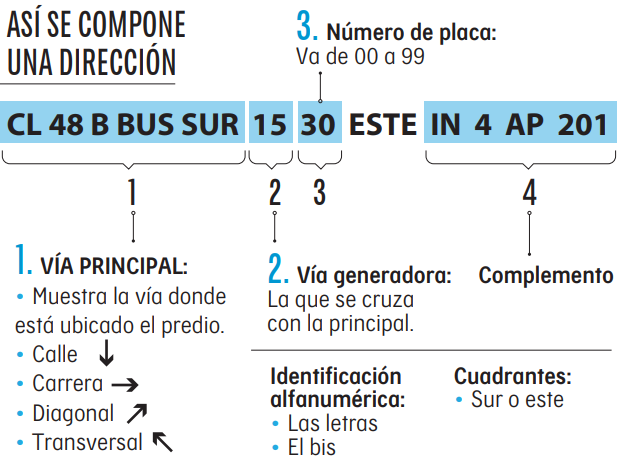 ASÍ SE COMPONE
UNA DIRECCIÓN
3. Número de placa:
Va de 00 a 99
CL 48 B BUS SUR 15 30 ESTE IN 4 AP 201
1 2 3 4
1. VÍA PRINCIPAL:
• Muestra la vía donde
está ubicado el predio.
• Calle ↓
• Carrera →
• Diagonal ↗
• Transversal ↖
2. Vía generadora:
La que se cruza
con la principal.
Complemento
Identificación
alfanumérica:
• Las letras
• El bis
Cuadrantes:
• Sur o este